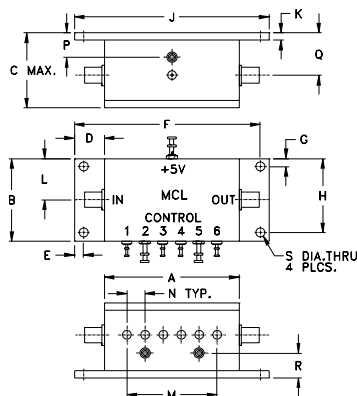 J
K
P
Q
C MAX.
F
D
G
+5V
L
B
H
IN
MCL
OUT
CONTROL
1 2 3 4 5 6
E
S DIA.THRU
4 PLCS.
A
N TYP.
R
M